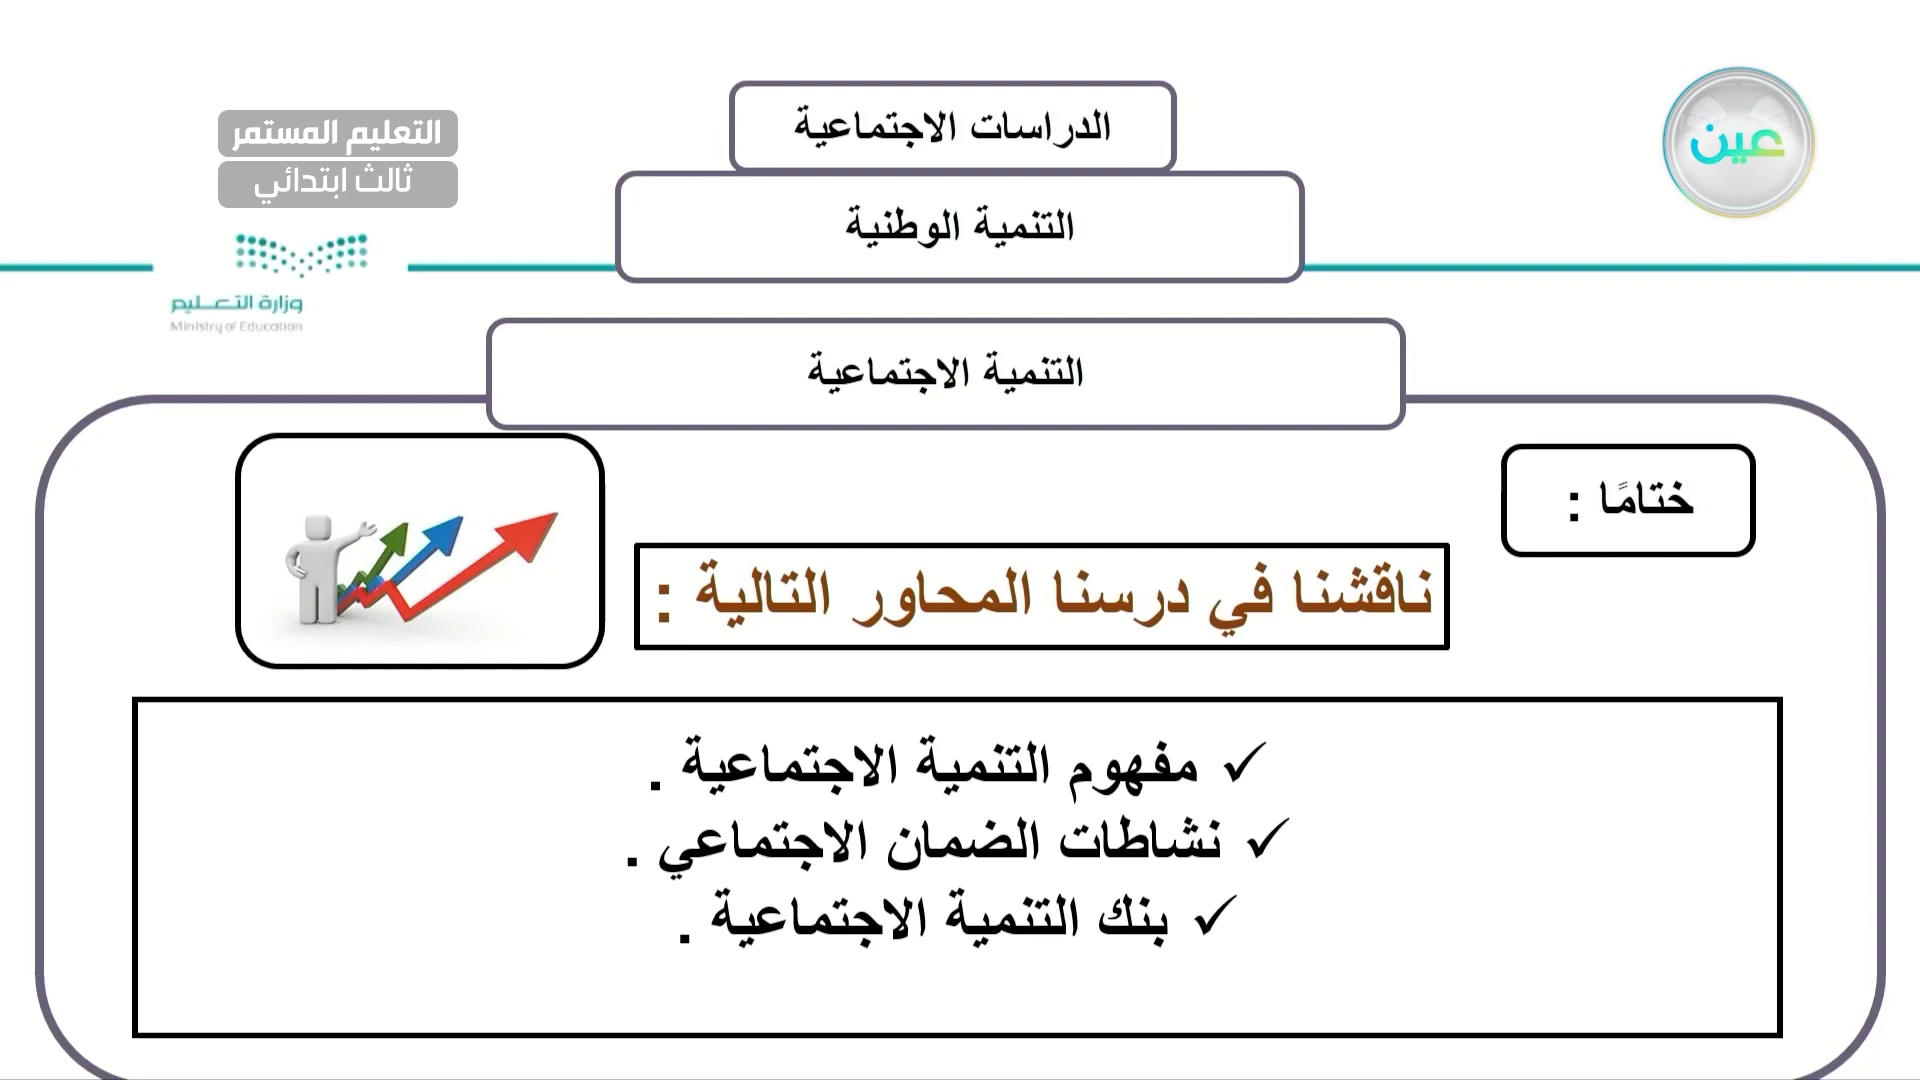 الدراسات الاجتماعية
عين
التعليم المستمر
ثالث ابتدائي
التنمية الوطنية
وزارة التعـــليم
Ministry of Education
التنمية الاجتماعية
ختامًا :
ناقشنا في درسنا المحاور التالية :
✓ مفهوم التنمية الاجتماعية .
✓ نشاطات الضمان الاجتماعي .
✓ بنك التنمية الاجتماعية .